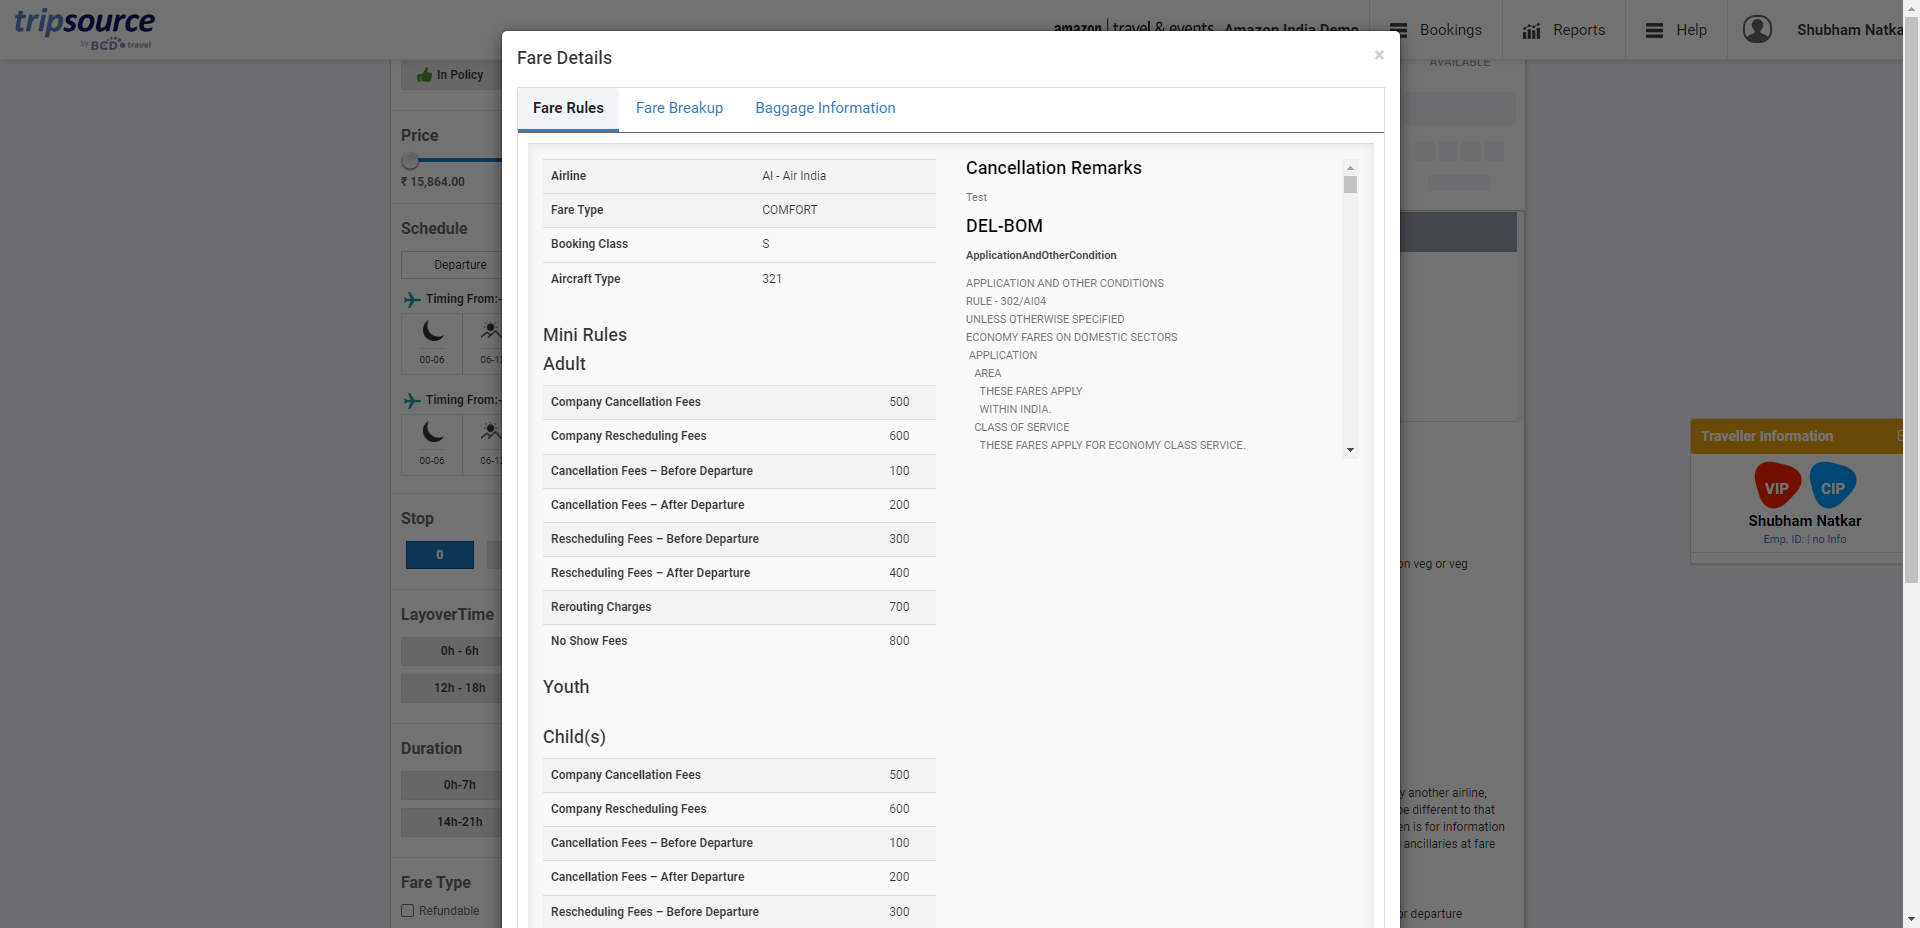 tripsource
by BCD travel
amazon | travel & events Amazon India Demo
Bookings
Reports
Help
Shubham Natka
In Policy
Price
₹ 15,864.00
Schedule
Departure
Timing From:-
00-06
06-12
Timing From:-
00-06
06-12
Stop
0
LayoverTime
0h - 6h
12h - 18h
Duration
0h-7h
14h-21h
Fare Type
Refundable
Fare Details
×
Fare Rules
Fare Breakup
Baggage Information
Airline AI - Air India
Fare Type COMFORT
Booking Class S
Aircraft Type 321
Mini Rules
Adult
Company Cancellation Fees 500
Company Rescheduling Fees 600
Cancellation Fees – Before Departure 100
Cancellation Fees – After Departure 200
Rescheduling Fees – Before Departure 300
Rescheduling Fees – After Departure 400
Rerouting Charges 700
No Show Fees 800
Youth
Child(s)
Company Cancellation Fees 500
Company Rescheduling Fees 600
Cancellation Fees – Before Departure 100
Cancellation Fees – After Departure 200
Rescheduling Fees – Before Departure 300
Cancellation Remarks
Test
DEL-BOM
ApplicationAndOtherCondition
APPLICATION AND OTHER CONDITIONS
RULE - 302/AI04
UNLESS OTHERWISE SPECIFIED
ECONOMY FARES ON DOMESTIC SECTORS
APPLICATION
AREA
THESE FARES APPLY
WITHIN INDIA.
CLASS OF SERVICE
THESE FARES APPLY FOR ECONOMY CLASS SERVICE.
AVAILABLE
on veg or veg
y another airline,
be different to that
en is for information
ancillaries at fare
or departure
Traveller Information
VIP
CIP
Shubham Natkar
Emp. ID: | no Info